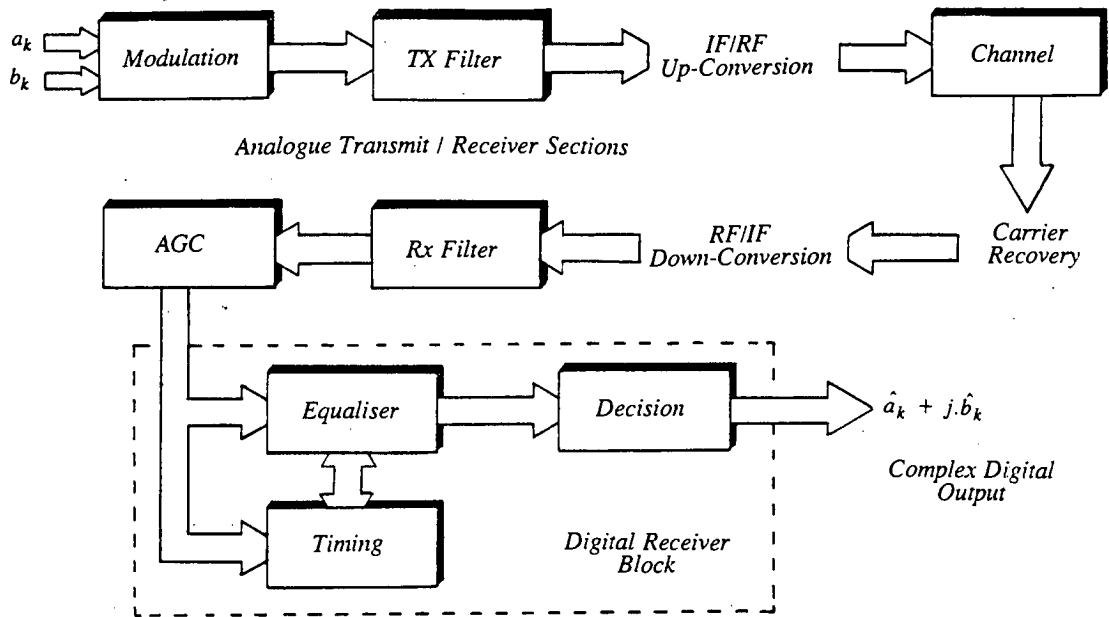 a_k
b_k
Modulation
TX Filter
IF/RF
Up-Conversion
Channel
Analogue Transmit / Receiver Sections
AGC
Rx Filter
RF/IF
Down-Conversion
Carrier
Recovery
Equaliser
Decision
â_k + j.b̂_k
Complex Digital
Output
Timing
Digital Receiver
Block